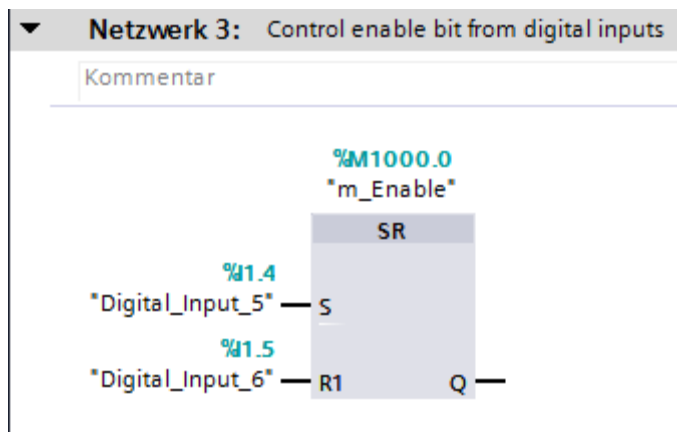 Netzwerk 3: Control enable bit from digital inputs
Kommentar
%M1000.0
"m_Enable"
SR
%I1.4
"Digital_Input_5" S
%I1.5
"Digital_Input_6" R1 Q